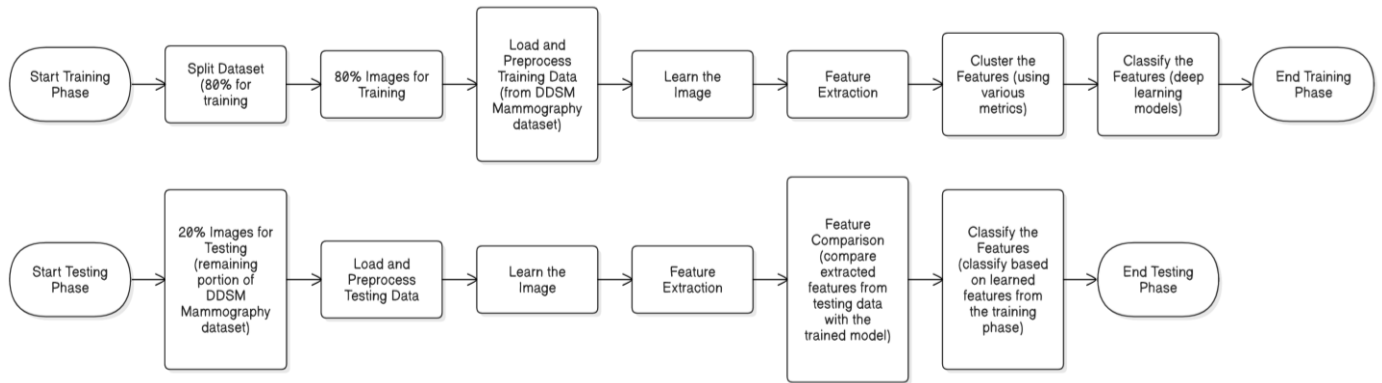 Start Training
Phase
Split Dataset
(80% for
training
80% Images for
Training
Load and
Preprocess
Training Data
(from DDSM
Mammography
dataset)
Learn the
Image
Feature
Extraction
Cluster the
Features (using
various
metrics)
Classify the
Features (deep
learning
models)
End Training
Phase
Start Testing
Phase
20% Images for
Testing
(remaining
portion of
DDSM
Mammography
dataset)
Load and
Preprocess
Testing Data
Learn the
Image
Feature
Extraction
Feature
Comparison
(compare
extracted
features from
testing data
with the
trained model)
Classify the
Features
(classify based
on learned
features from
the training
phase)
End Testing
Phase